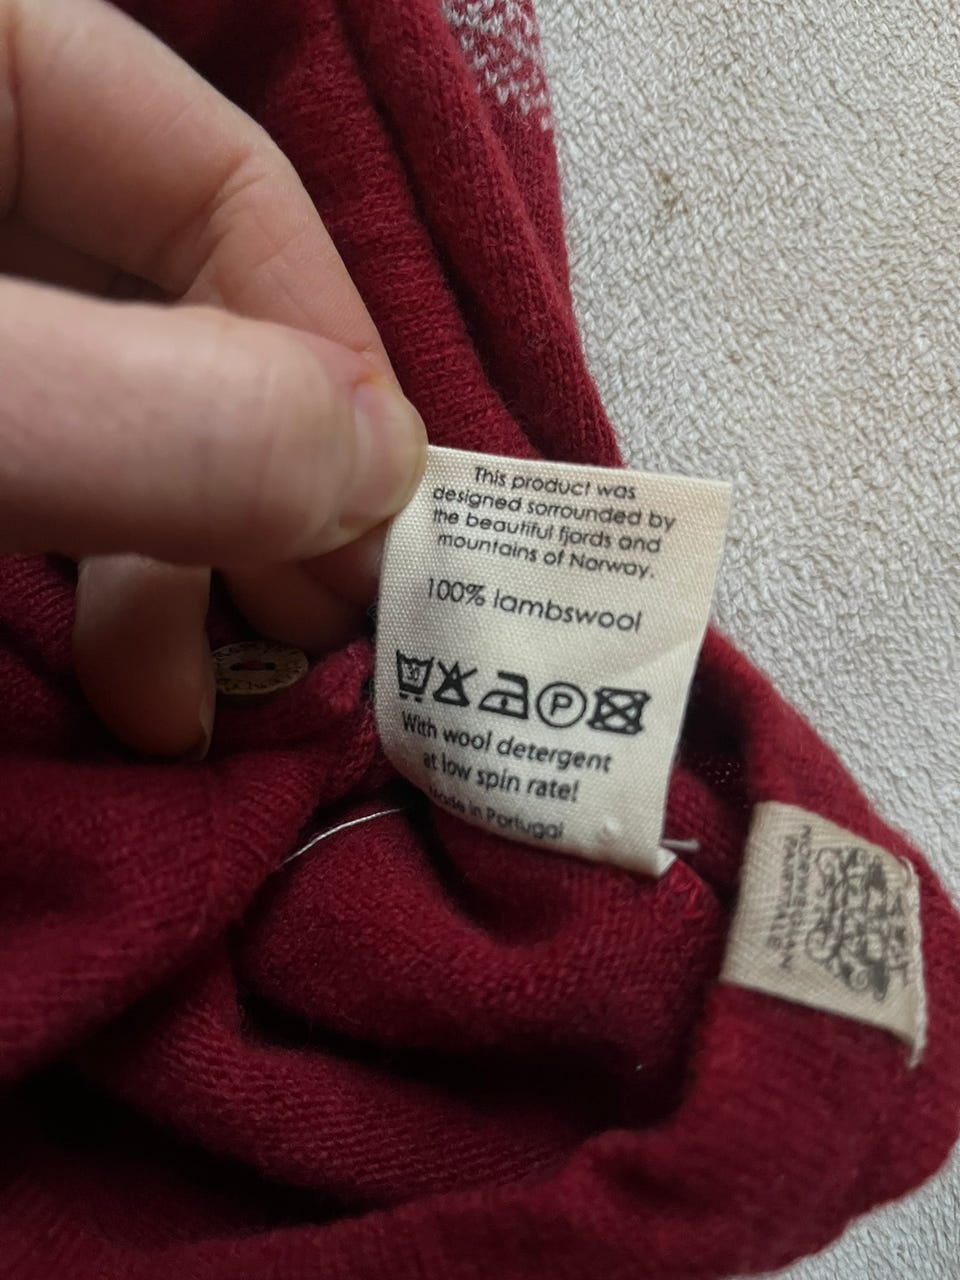 This product was
designed sorrounded by
the beautiful fjords and
mountains of Norway.
100% lambswool
30
P
With wool detergent
at low spin rate!
Made in Portugal
NORWEGIAN
FAIRYTALE